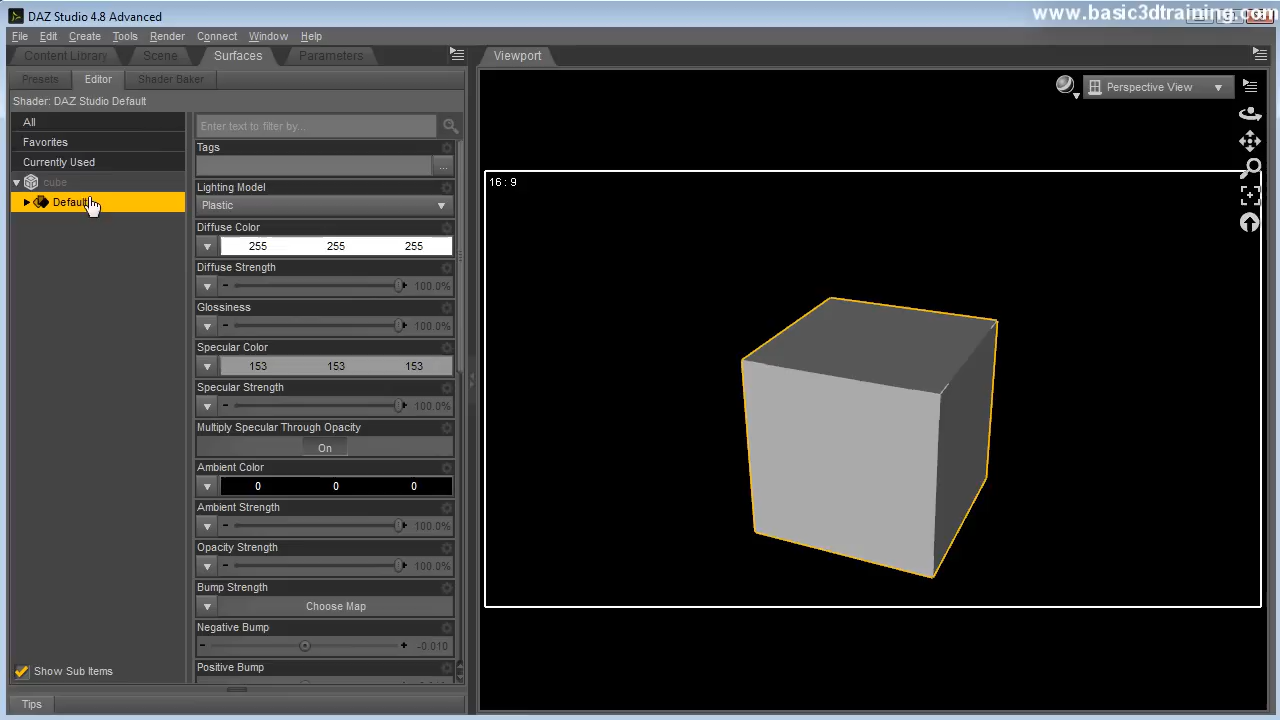 www.basic3dtraining.com
DAZ Studio 4.8 Advanced
File Edit Create Tools Render Connect Window Help
Content Library Scene Surfaces Parameters
Viewport
Presets Editor Shader Baker
Shader: DAZ Studio Default
Perspective View
All
Favorites
Currently Used
cube
Default
Enter text to filter by...
Tags
...
Lighting Model
Plastic
Diffuse Color
255 255 255
Diffuse Strength
- + 100.0%
Glossiness
- + 100.0%
Specular Color
153 153 153
Specular Strength
- + 100.0%
Multiply Specular Through Opacity
On
Ambient Color
0 0 0
Ambient Strength
- + 100.0%
Opacity Strength
- + 100.0%
Bump Strength
Choose Map
Negative Bump
- + -0.010
Positive Bump
16 : 9
Show Sub Items
Tips